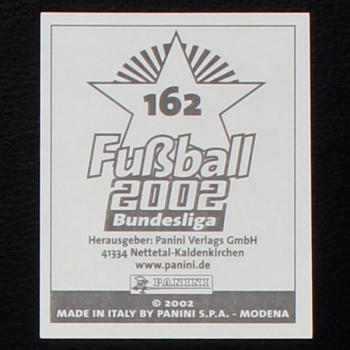 162
Fußball
2002
Bundesliga
Herausgeber: Panini Verlags GmbH
41334 Nettetal-Kaldenkirchen
www.panini.de
PANINI
© 2002
MADE IN ITALY BY PANINI S.P.A. - MODENA